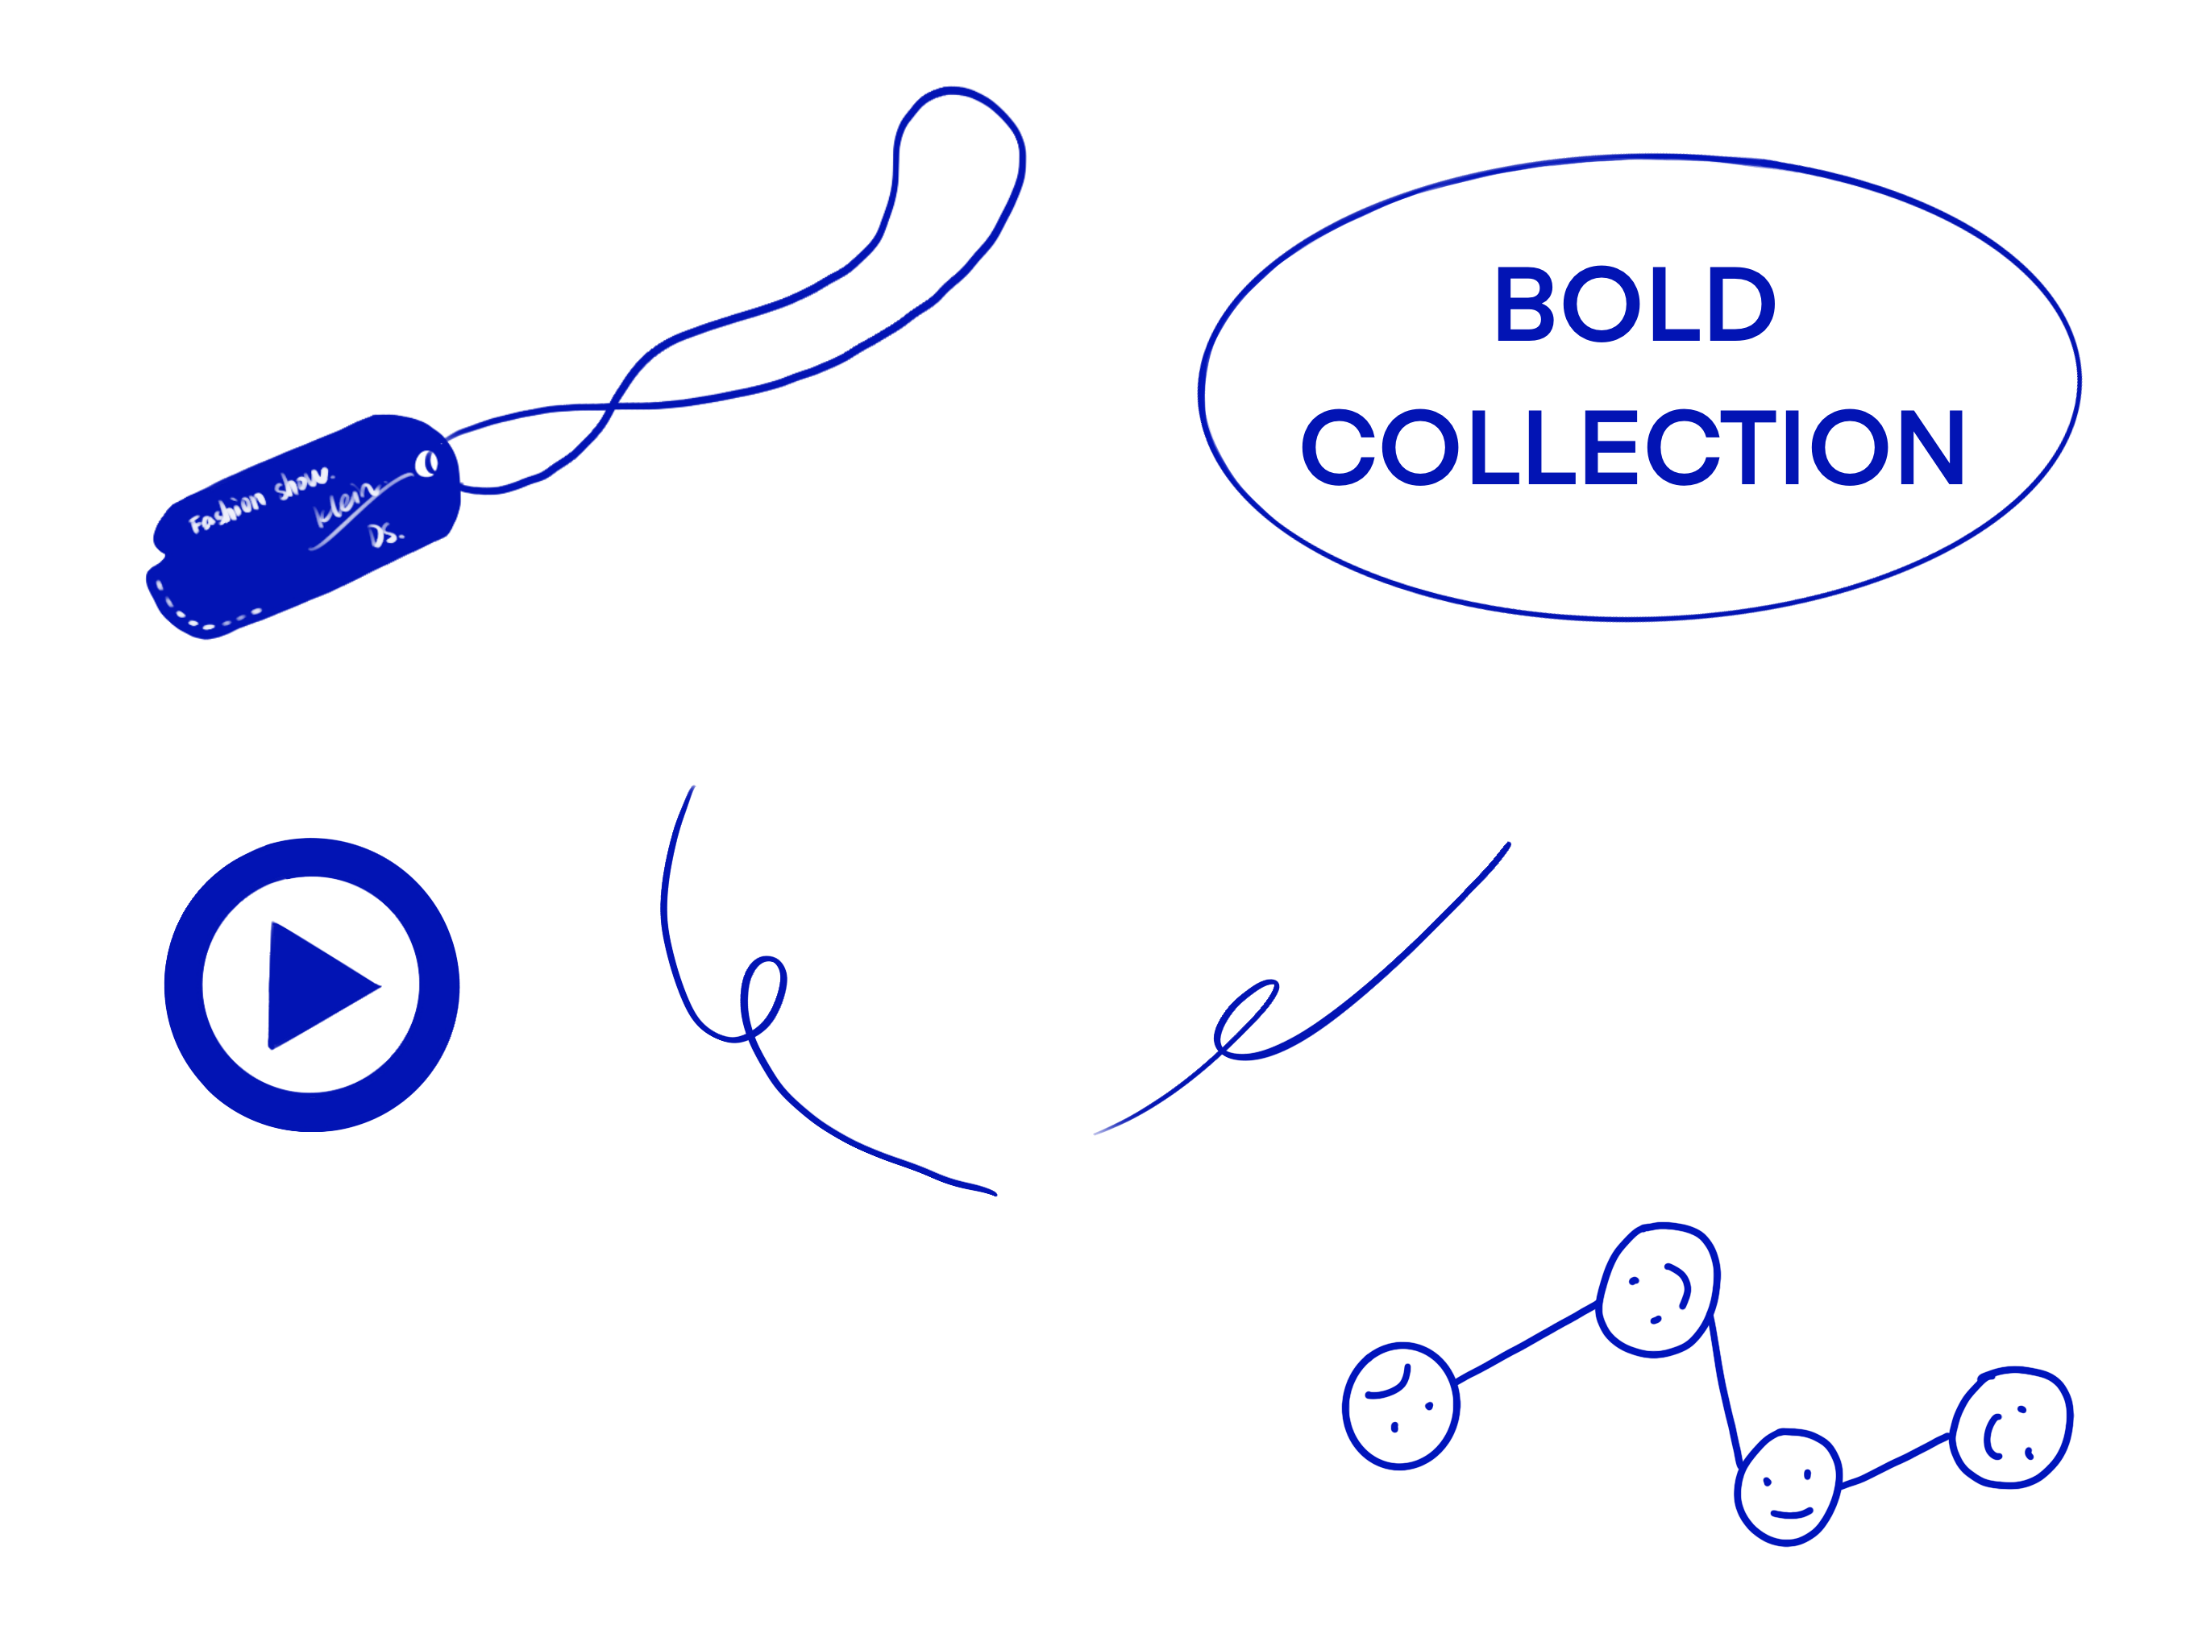 Fashion show.
Klein
DS.
BOLD
COLLECTION